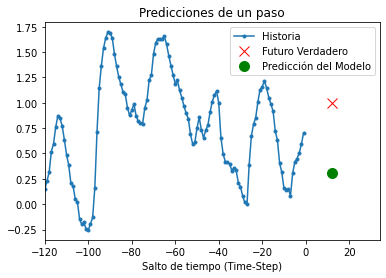 Predicciones de un paso
Historia
Futuro Verdadero
Predicción del Modelo
1.75
1.50
1.25
1.00
0.75
0.50
0.25
0.00
−0.25
−120 −100 −80 −60 −40 −20 0 20
Salto de tiempo (Time-Step)